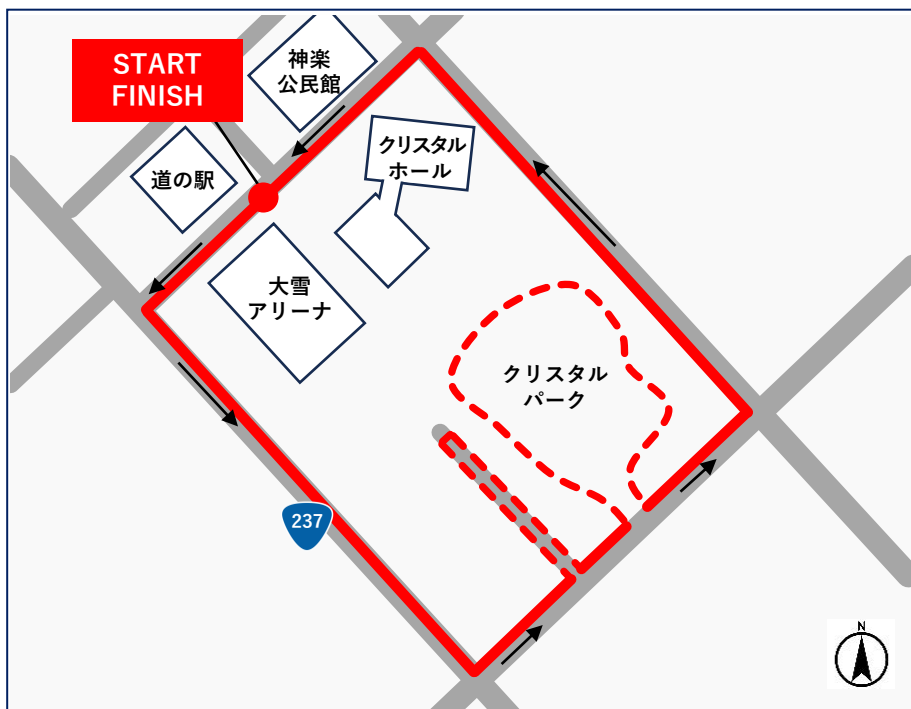 START
FINISH
神楽
公民館
クリスタル
ホール
道の駅
大雪
アリーナ
クリスタル
パーク
237
N